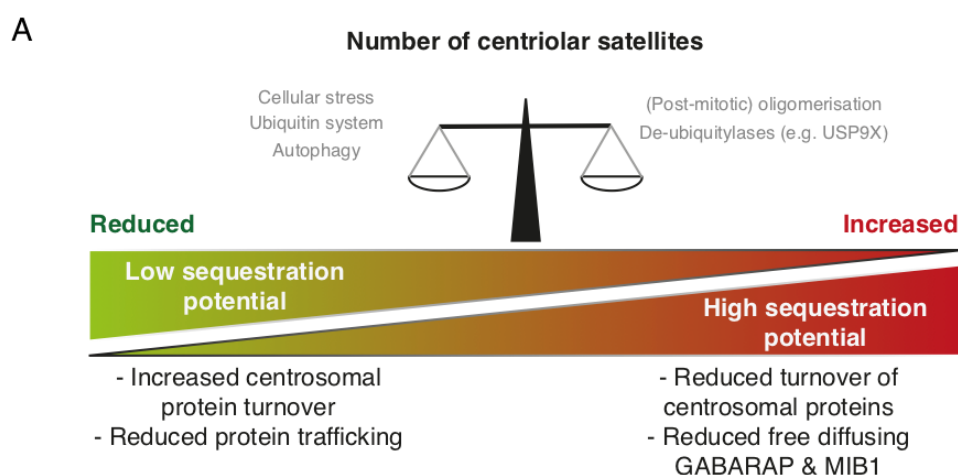 A
Number of centriolar satellites
Cellular stress
Ubiquitin system
Autophagy
(Post-mitotic) oligomerisation
De-ubiquitylases (e.g. USP9X)
Reduced
Increased
Low sequestration
potential
High sequestration
potential
- Increased centrosomal
protein turnover
- Reduced protein trafficking
- Reduced turnover of
centrosomal proteins
- Reduced free diffusing
GABARAP & MIB1